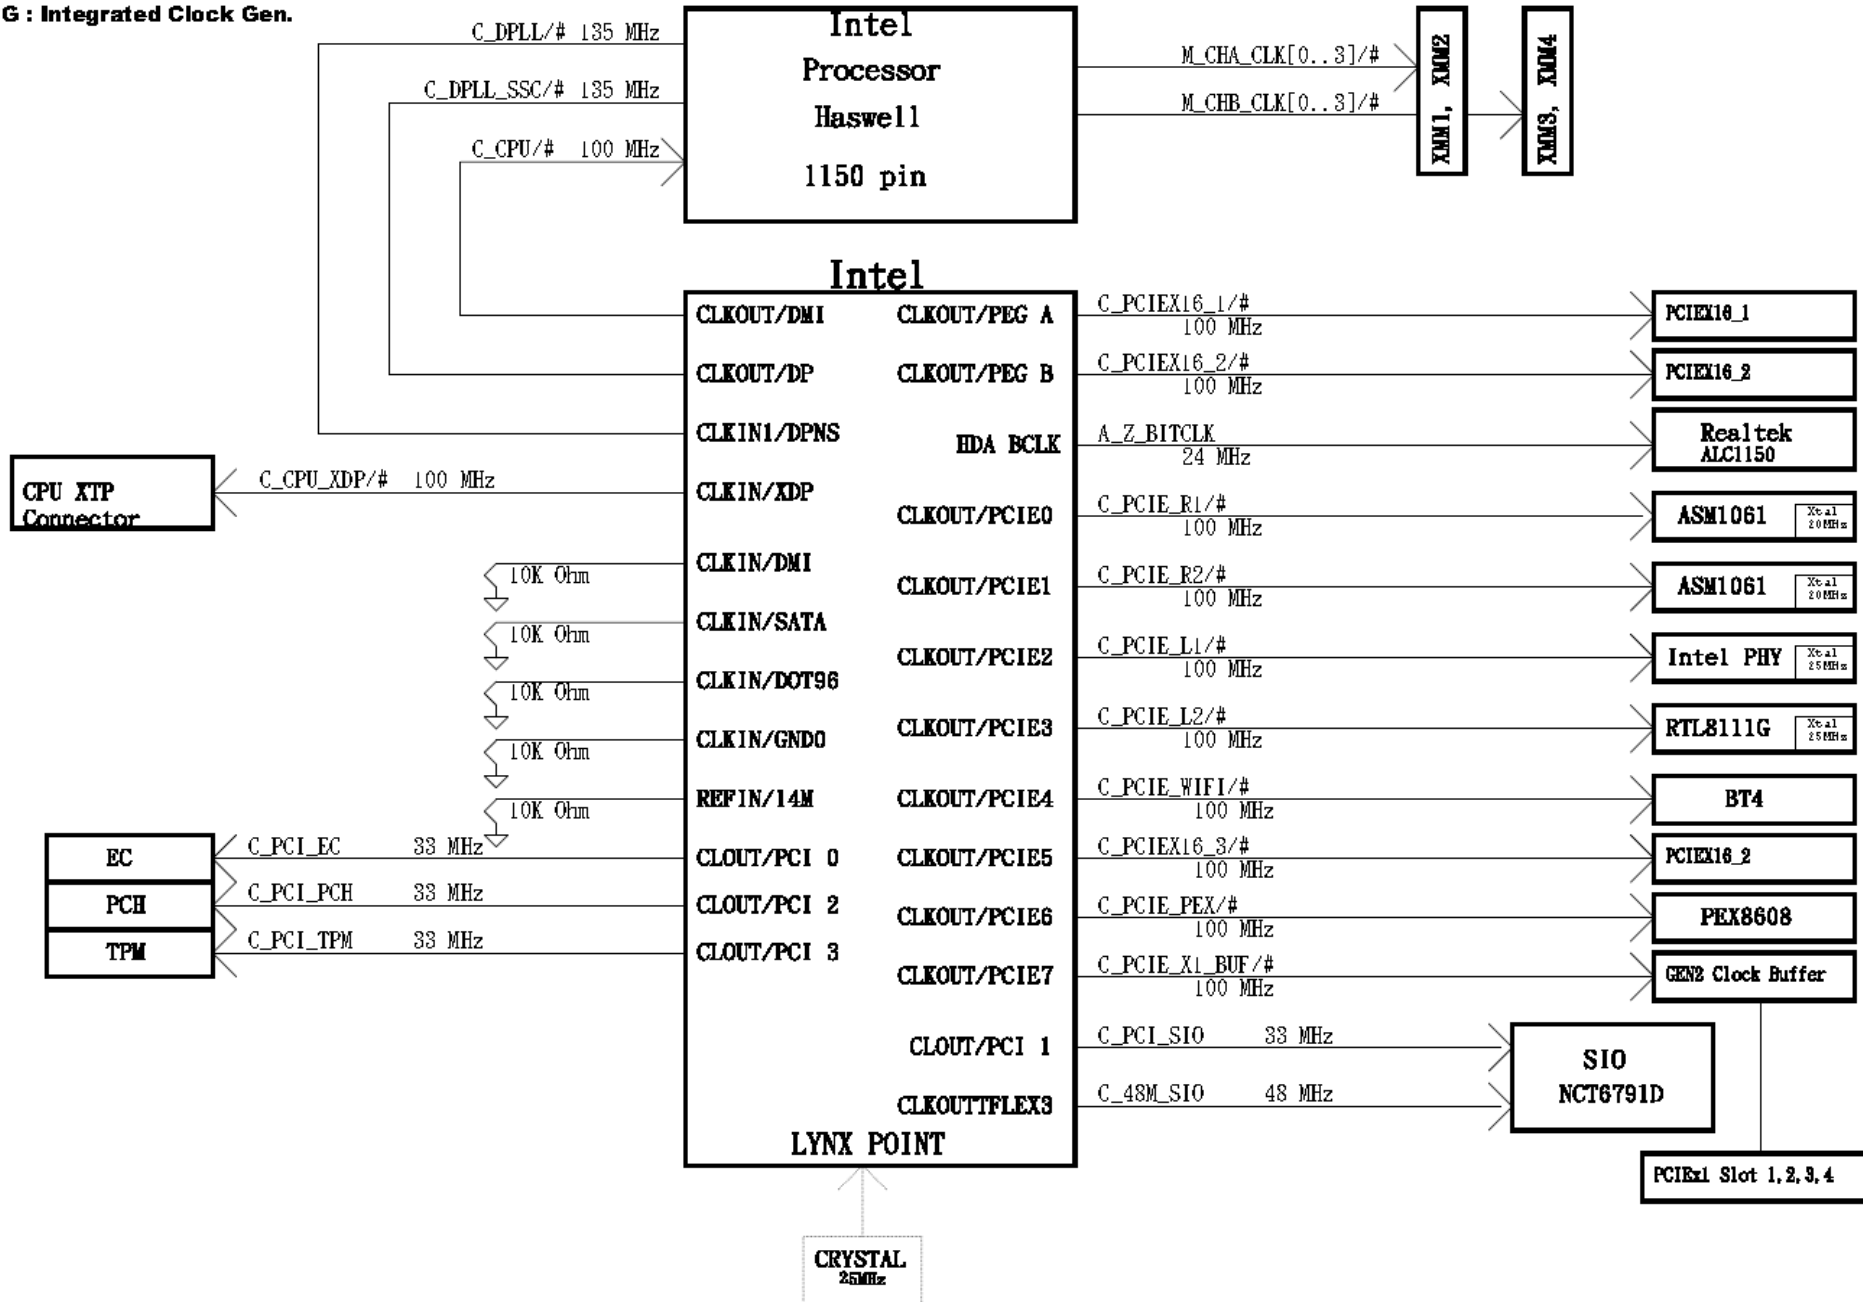 G : Integrated Clock Gen.
C_DPLL/# 135 MHz
C_DPLL_SSC/# 135 MHz
C_CPU/# 100 MHz
Intel
Processor
Haswell
1150 pin
M_CHA_CLK[0..3]/#
M_CHB_CLK[0..3]/#
XMM1, XMM2
XMM3, XMM4
Intel
CLKOUT/DMI
CLKOUT/DP
CLKIN1/DPNS
CLKIN/XDP
CLKIN/DMI
CLKIN/SATA
CLKIN/DOT96
CLKIN/GND0
REFIN/14M
CLOUT/PCI 0
CLOUT/PCI 2
CLOUT/PCI 3
CPU XTP
Connector
C_CPU_XDP/# 100 MHz
10K Ohm
10K Ohm
10K Ohm
10K Ohm
10K Ohm
EC
C_PCI_EC 33 MHz
PCH
C_PCI_PCH 33 MHz
TPM
C_PCI_TPM 33 MHz
CLKOUT/PEG A
C_PCIEX16_1/#
100 MHz
PCIEX16_1
CLKOUT/PEG B
C_PCIEX16_2/#
100 MHz
PCIEX16_2
HDA BCLK
A_Z_BITCLK
24 MHz
Realtek
ALC1150
CLKOUT/PCIE0
C_PCIE_R1/#
100 MHz
ASM1061
Xtal
20MHz
CLKOUT/PCIE1
C_PCIE_R2/#
100 MHz
ASM1061
Xtal
20MHz
CLKOUT/PCIE2
C_PCIE_L1/#
100 MHz
Intel PHY
Xtal
25MHz
CLKOUT/PCIE3
C_PCIE_L2/#
100 MHz
RTL8111G
Xtal
25MHz
CLKOUT/PCIE4
C_PCIE_WIFI/#
100 MHz
BT4
CLKOUT/PCIE5
C_PCIEX16_3/#
100 MHz
PCIEX16_2
CLKOUT/PCIE6
C_PCIE_PEX/#
100 MHz
PEX8608
CLKOUT/PCIE7
C_PCIE_X1_BUF/#
100 MHz
GEN2 Clock Buffer
CLOUT/PCI 1
C_PCI_SIO 33 MHz
CLKOUTTFLEX3
C_48M_SIO 48 MHz
SIO
NCT6791D
LYNX POINT
PCIEx1 Slot 1,2,3,4
CRYSTAL
25MHz